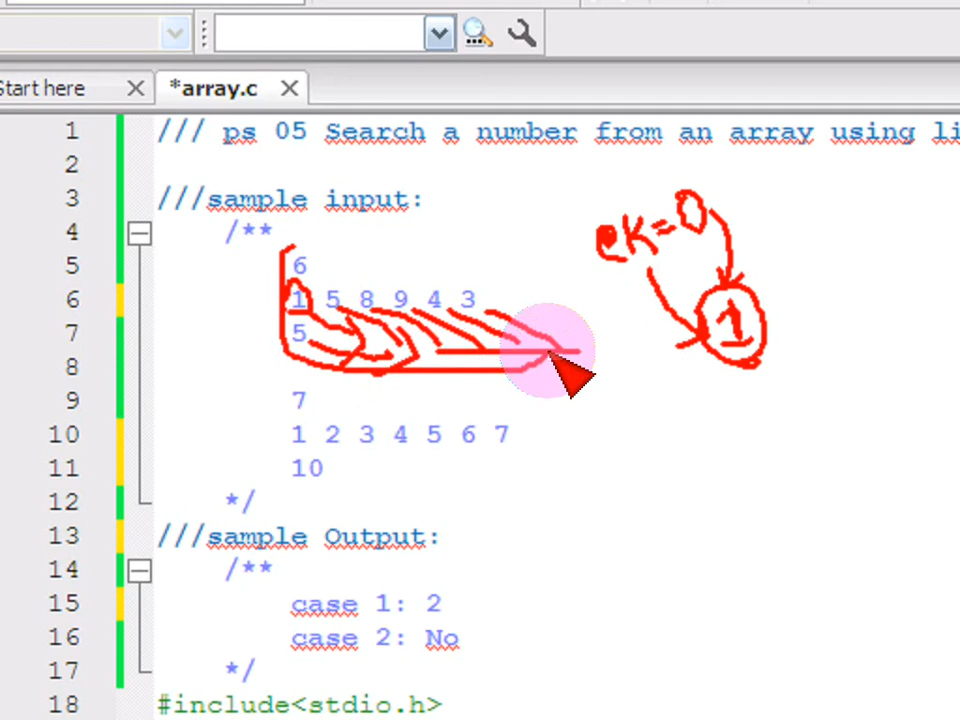 Start here *array.c
1 /// ps 05 Search a number from an array using li
2
3 ///sample input:
4 /**
5 6
6 1 5 8 9 4 3
7 5
8
9 7
10 1 2 3 4 5 6 7
11 10
12 */
13 ///sample Output:
14 /**
15 case 1: 2
16 case 2: No
17 */
18 #include<stdio.h>
K=0
1